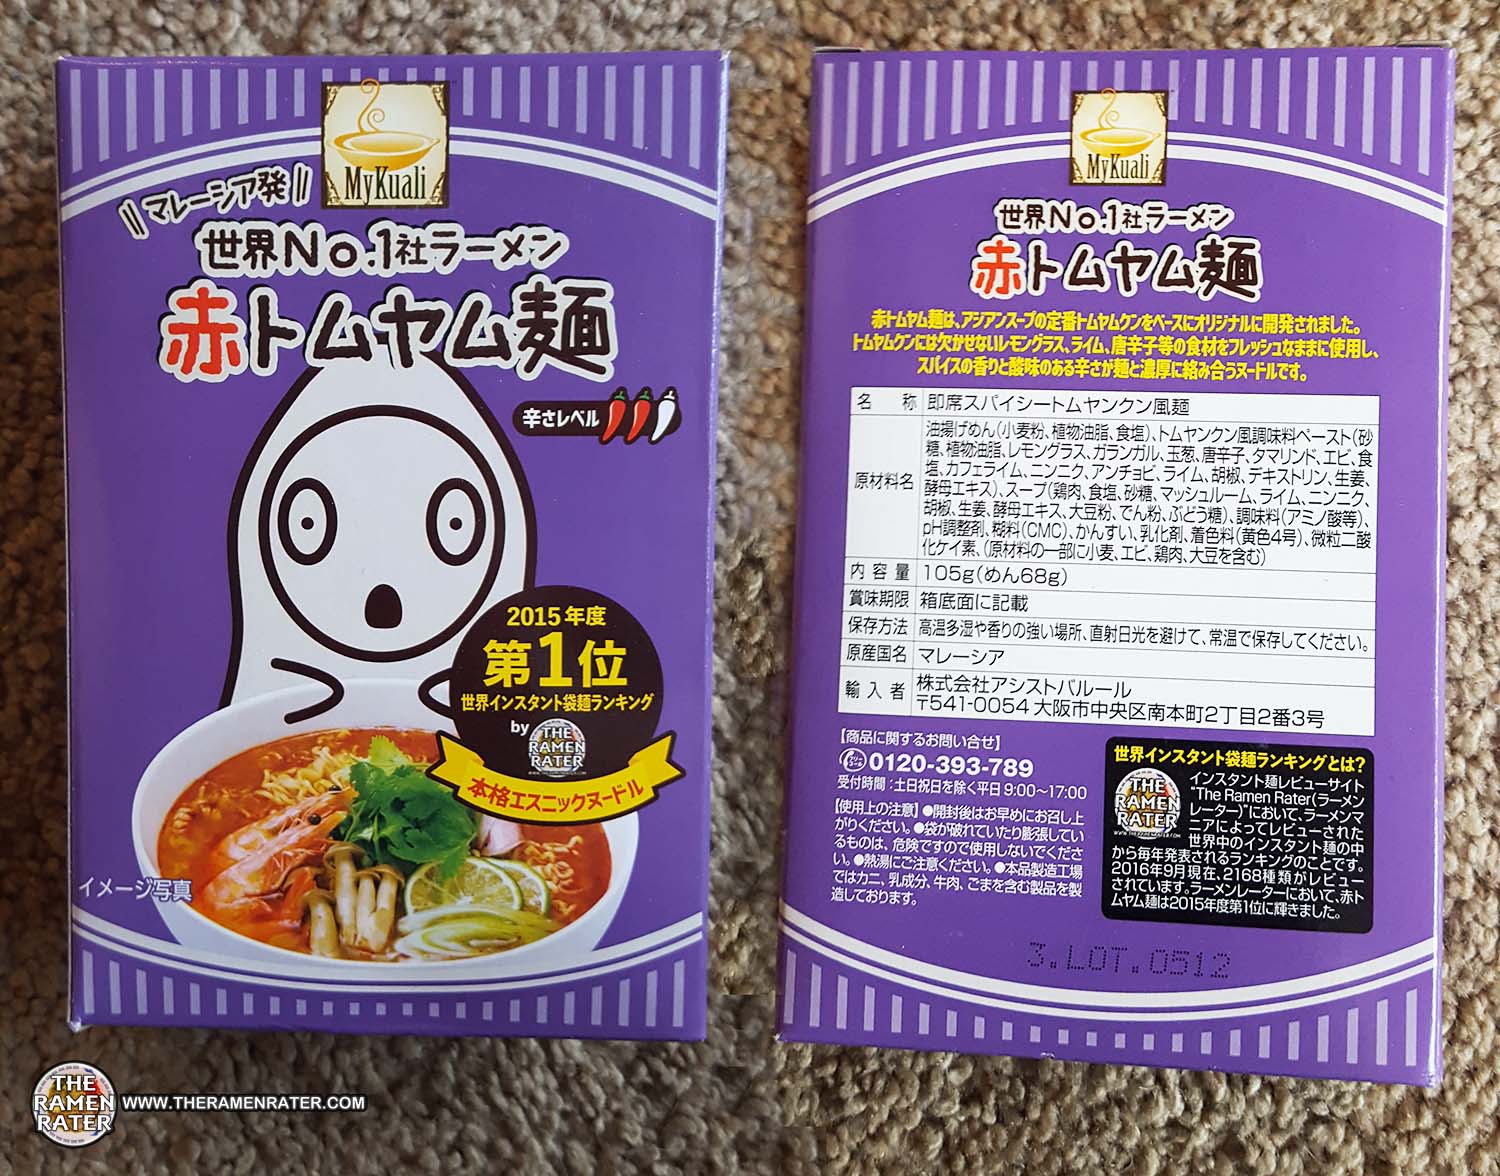 MyKuali
マレーシア発
世界No.1社ラーメン
赤トムヤム麺
辛さレベル
2015年度
第1位
世界インスタント袋麺ランキング
by THE
RAMEN
RATER
本格エスニックヌードル
イメージ写真
THE
RAMEN
RATER
WWW.THERAMENRATER.COM
MyKuali
世界No.1社ラーメン
赤トムヤム麺
赤トムヤム麺は、アジアンスープの定番トムヤムクンをベースにオリジナルに開発されました。
トムヤムクンには欠かせないレモングラス、ライム、唐辛子等の食材をフレッシュなままに使用し、
スパイスの香りと酸味のある辛さが麺と濃厚に絡み合うヌードルです。
名 称 即席スパイシートムヤンクン風麺
原材料名 油揚げめん(小麦粉、植物油脂、食塩)、トムヤンクン風調味料ペースト(砂
糖、植物油脂、レモングラス、ガランガル、玉葱、唐辛子、タマリンド、エビ、食
塩、カフェライム、ニンニク、アンチョビ、ライム、胡椒、デキストリン、生姜、
酵母エキス)、スープ(鶏肉、食塩、砂糖、マッシュルーム、ライム、ニンニク、
胡椒、生姜、酵母エキス、大豆粉、でん粉、ぶどう糖)、調味料(アミノ酸等)、
pH調整剤、糊料(CMC)、かんすい、乳化剤、着色料(黄色4号)、微粒二酸
化ケイ素、(原材料の一部に小麦、エビ、鶏肉、大豆を含む)
内容量 105g(めん68g)
賞味期限 箱底面に記載
保存方法 高温多湿や香りの強い場所、直射日光を避けて、常温で保存してください。
原産国名 マレーシア
輸入者 株式会社アシストバルール
〒541-0054 大阪市中央区南本町2丁目2番3号
【商品に関するお問い合せ】
0120-393-789
受付時間：土日祝日を除く平日 9:00〜17:00
【使用上の注意】●開封後はお早めにお召し上
がりください。●袋が破れていたり膨張してい
るものは、危険ですので使用しないでくださ
い。●熱湯にご注意ください。●本品製造工場
ではカニ、乳成分、牛肉、ごまを含む製品を製
造しております。
世界インスタント袋麺ランキングとは?
THE
RAMEN
RATER
WWW.THERAMENRATER.COM
インスタント麺レビューサイト
"The Ramen Rater(ラーメン
レーター)"において、ラーメンマ
ニアによってレビューされた
世界中のインスタント麺の中
から毎年発表されるランキングのことです。
2016年9月現在、2168種類がレビュー
されています。ラーメンレーターにおいて、赤ト
ムヤム麺は2015年度第1位に輝きました。
3.LOT.0512